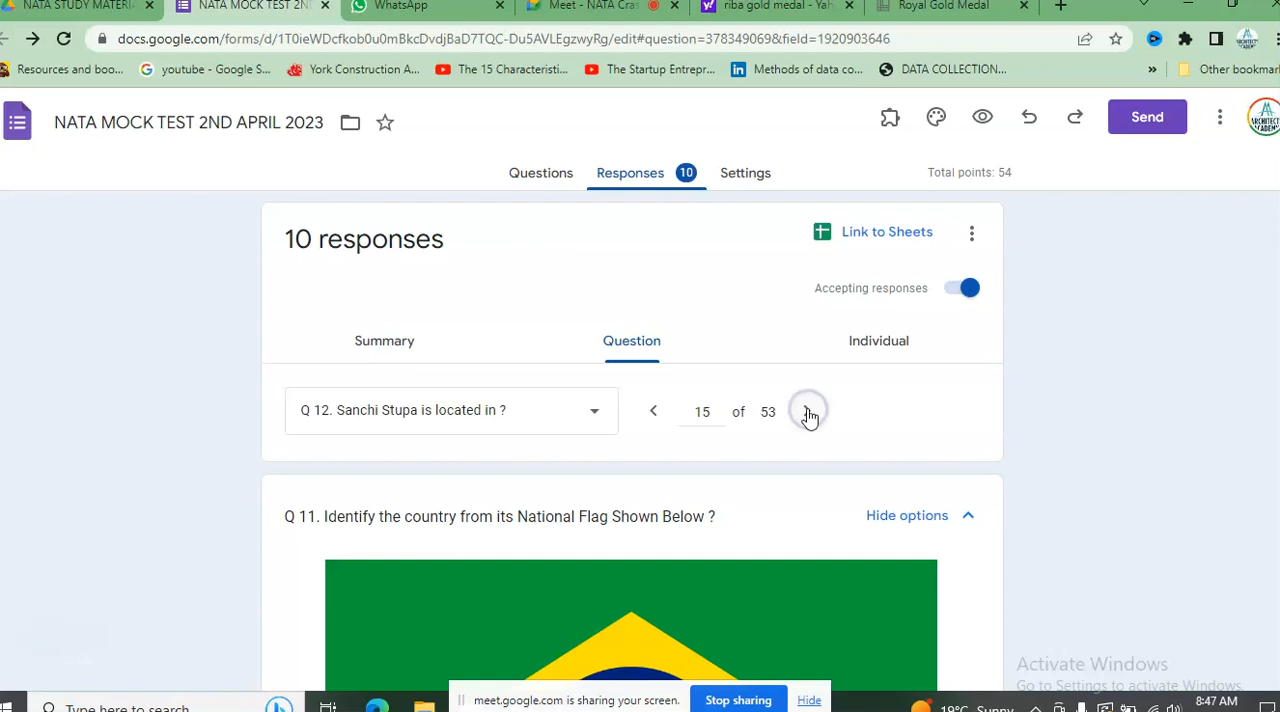 NATA STUDY MATERI
NATA MOCK TEST 2ND
WhatsApp
Meet - NATA Cras
riba gold medal - Yah
Royal Gold Medal
docs.google.com/forms/d/1T0ieWDcfkob0u0mBkcDvdjBaD7TQC-Du5AVLEgzwyRg/edit#question=378349069&field=1920903646
Resources and boo...
youtube - Google S...
York Construction A...
The 15 Characteristi...
The Startup Entrepr...
Methods of data co...
DATA COLLECTION...
»
Other bookmar
NATA MOCK TEST 2ND APRIL 2023
Send
Questions
Responses 10
Settings
Total points: 54
10 responses
Link to Sheets
Accepting responses
Summary
Question
Individual
Q 12. Sanchi Stupa is located in ?
15 of 53
Q 11. Identify the country from its National Flag Shown Below ?
Hide options
Activate Windows
Go to Settings to activate Windows.
meet.google.com is sharing your screen.
Stop sharing
Hide
Type here to search
19°C Sunny
8:47 AM